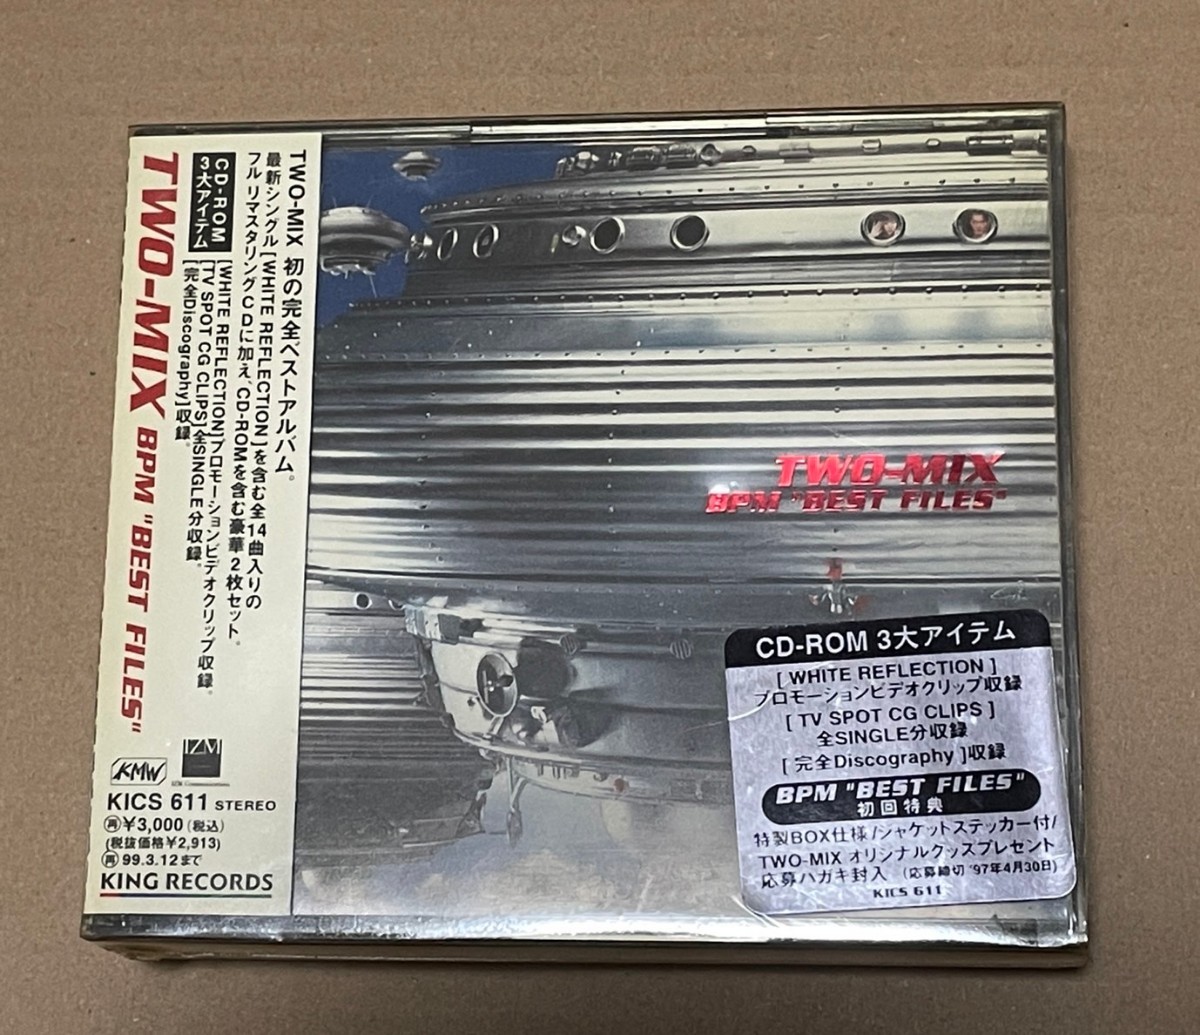 TWO-MIX 初の完全ベストアルバム。
最新シングル[WHITE REFLECTION]を含む全14曲入りの
フルリマスタリングCDに加え、CD-ROMを含む豪華2枚セット。
CD-ROM
3大アイテム
[WHITE REFLECTION]プロモーションビデオクリップ収録。
[TV SPOT CG CLIPS]全SINGLE分収録。
[完全Discography]収録。
TWO-MIX BPM "BEST FILES"
KMW
KICS 611 STEREO
再¥3,000(税込)
(税抜価格¥2,913)
再99.3.12まで
KING RECORDS
TWO-MIX
BPM "BEST FILES"
CD-ROM 3大アイテム
[ WHITE REFLECTION ]
プロモーションビデオクリップ収録
[ TV SPOT CG CLIPS ]
全SINGLE分収録
[ 完全Discography ]収録
BPM "BEST FILES"
初回特典
特製BOX仕様/ジャケットステッカー付/
TWO-MIX オリジナルグッズプレゼント
応募ハガキ封入 (応募締切 '97年4月30日)
KICS 611